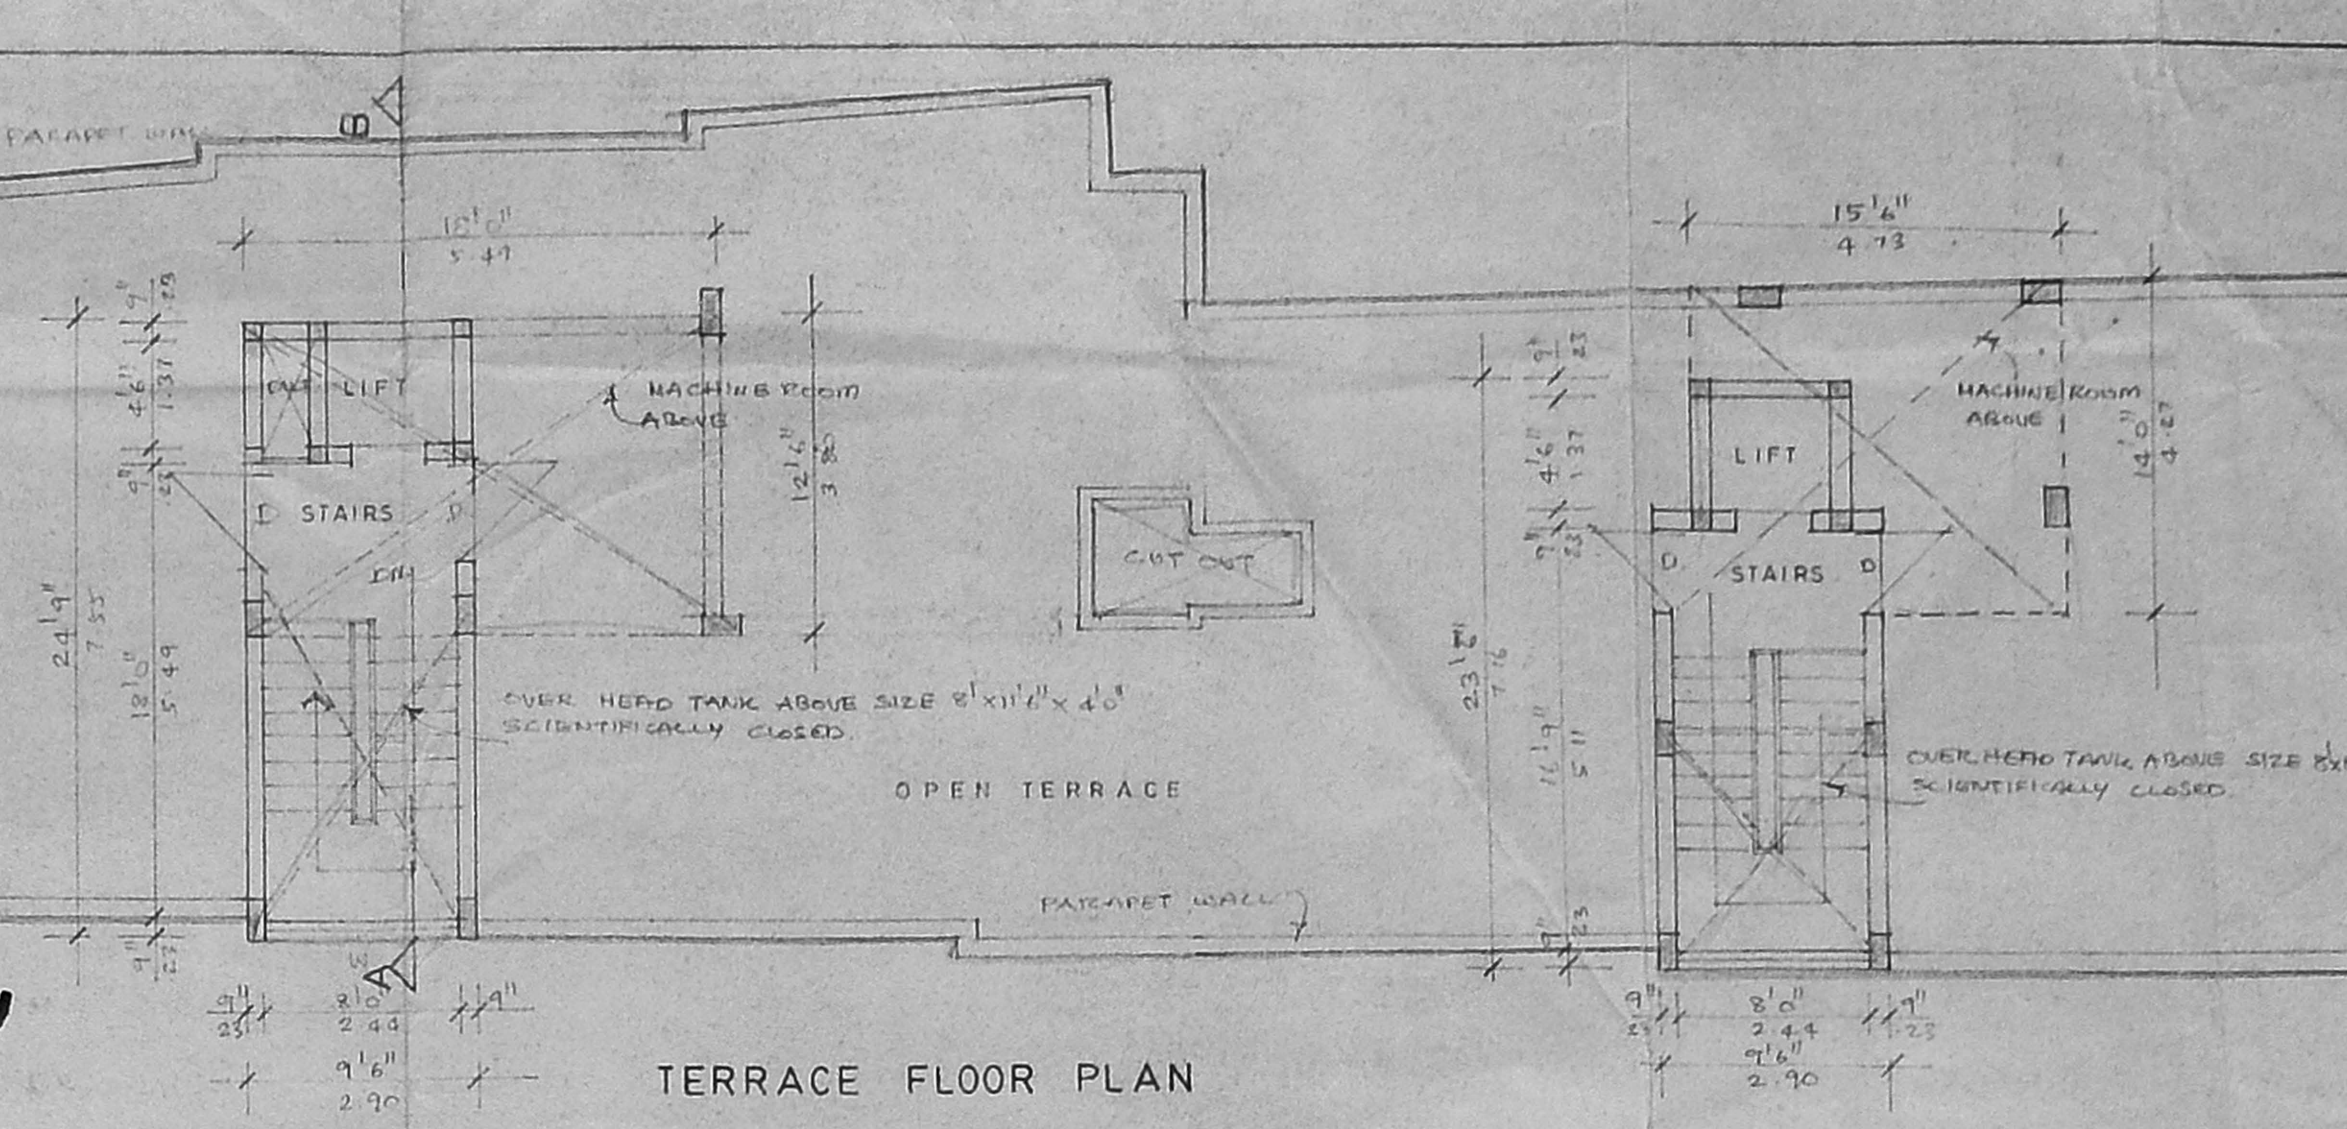 PARAPET WALL
B
18'0"
5.49
15'6"
4.73
9"
.23
4'6"
1.37
9"
.23
24'9"
7.55
18'0"
5.49
9"
.23
DUT
LIFT
MACHINE ROOM
ABOVE
12'6"
3.80
D STAIRS D
DN
CUT OUT
OVER HEAD TANK ABOVE SIZE 8'x11'6"x 4'0"
SCIENTIFICALLY CLOSED.
OPEN TERRACE
PARAPET WALL
9"
23
4'6"
1.37
9"
23
23'6"
7.16
16'9"
5.11
9"
23
LIFT
MACHINE ROOM
ABOVE
14'0"
4.27
D STAIRS D
OVER HEAD TANK ABOVE SIZE 8'x
SCIENTIFICALLY CLOSED
A
9" 8'0" 9"
23 2.44
9'6"
2.90
9" 8'0" 9"
23 2.44 .23
9'6"
2.90
TERRACE FLOOR PLAN